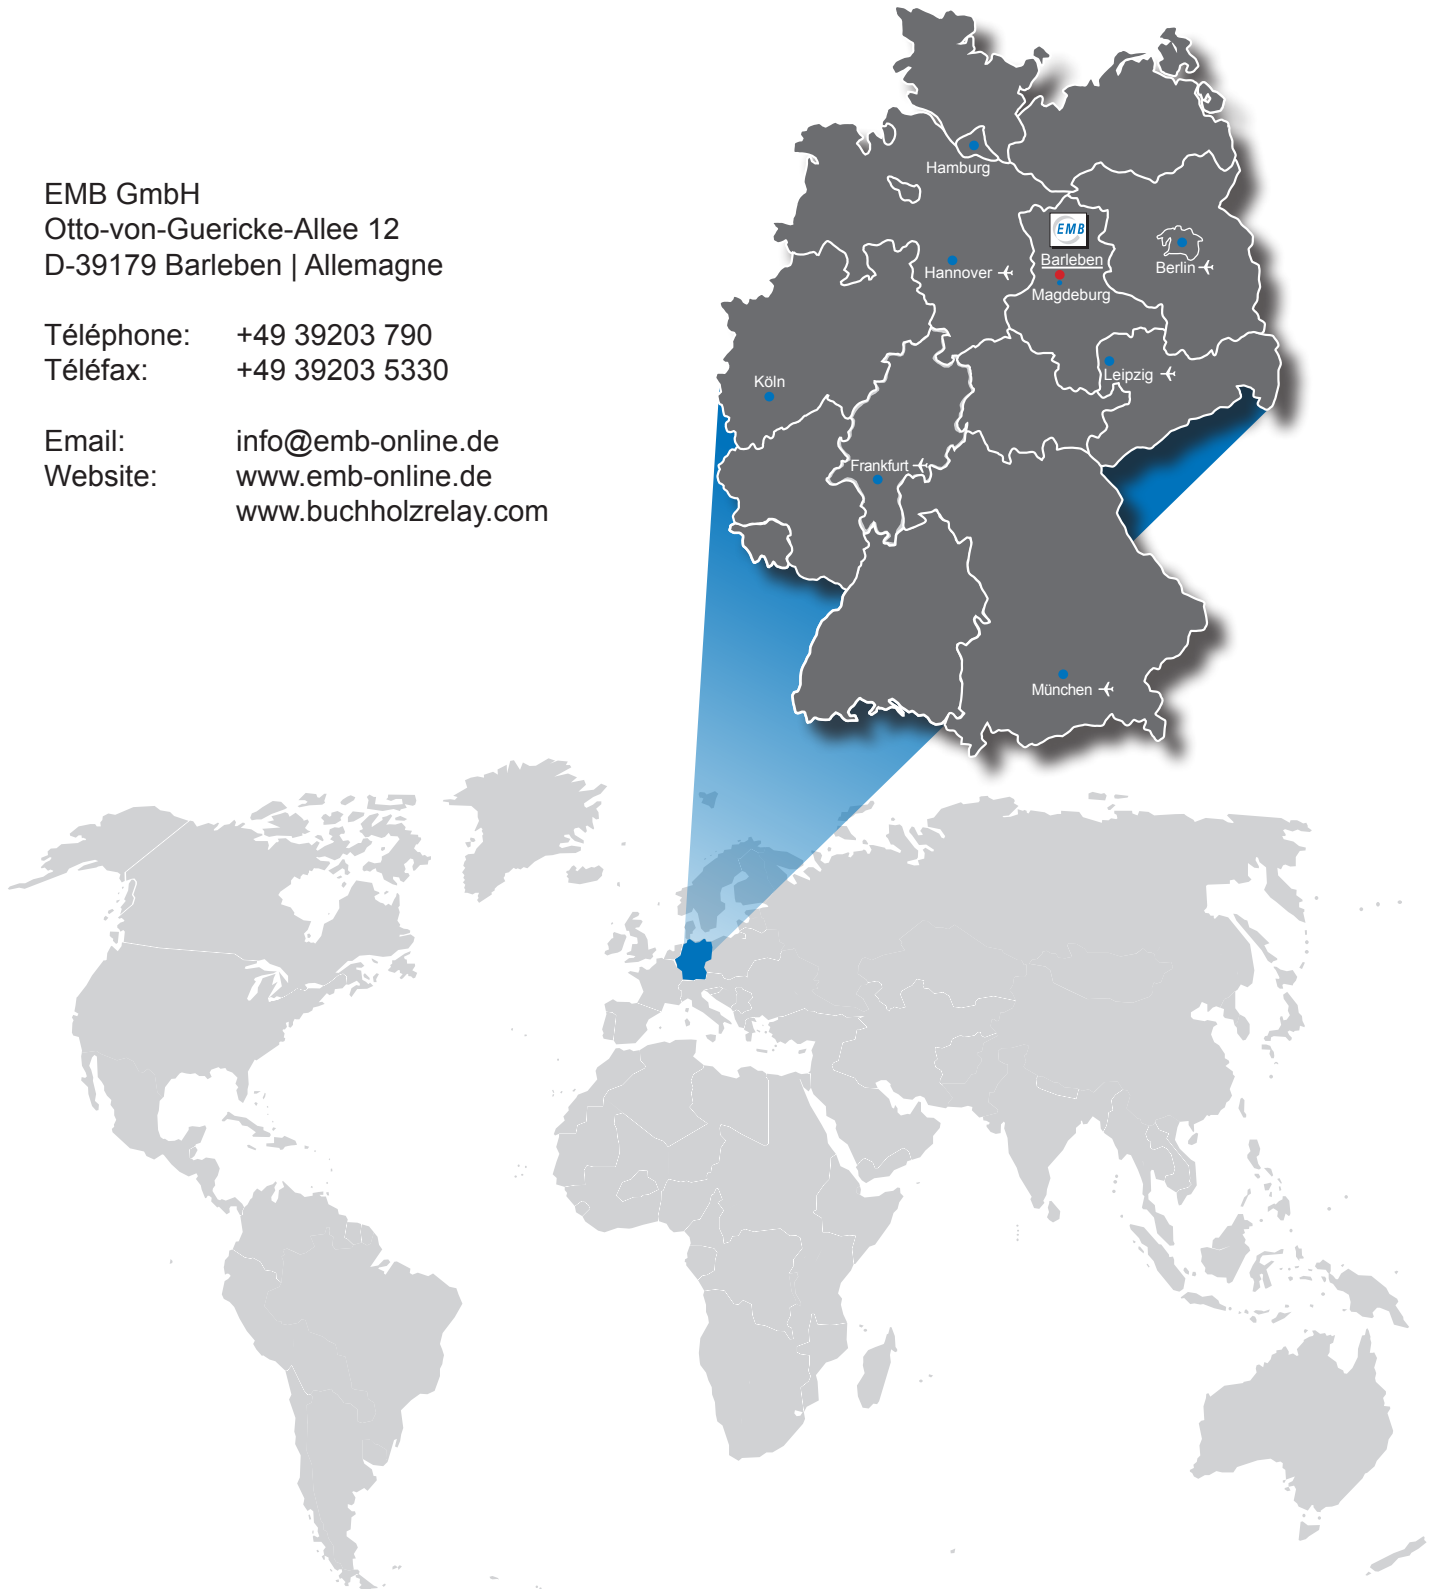 EMB GmbH
Otto-von-Guericke-Allee 12
D-39179 Barleben | Allemagne
Téléphone: +49 39203 790
Téléfax: +49 39203 5330
Email: info@emb-online.de
Website: www.emb-online.de
www.buchholzrelay.com
Hamburg
EMB
Barleben
Hannover
Berlin
Magdeburg
Leipzig
Köln
Frankfurt
München